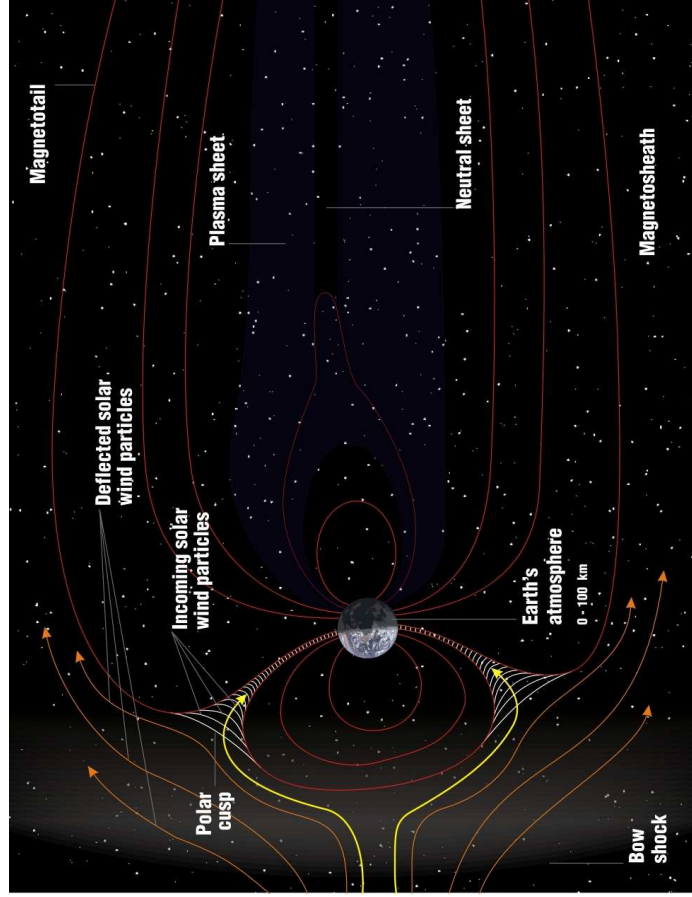 Magnetotail
Plasma sheet
Neutral sheet
Magnetosheath
Deflected solar
wind particles
Incoming solar
wind particles
Earth's
atmosphere
0-100 km
Polar
cusp
Bow
shock